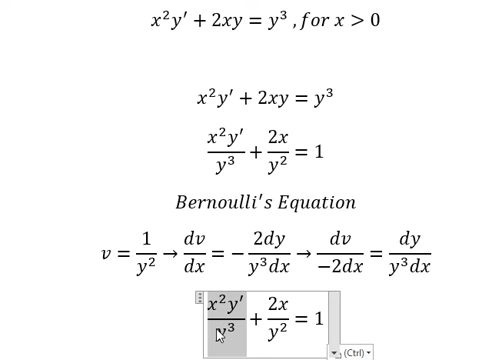 x²y′ + 2xy = y³ , for x > 0
x²y′ + 2xy = y³
x²y′/y³ + 2x/y² = 1
Bernoulli′s Equation
v = 1/y² → dv/dx = − 2dy/y³dx → dv/−2dx = dy/y³dx
x²y′/y³ + 2x/y² = 1
(Ctrl)